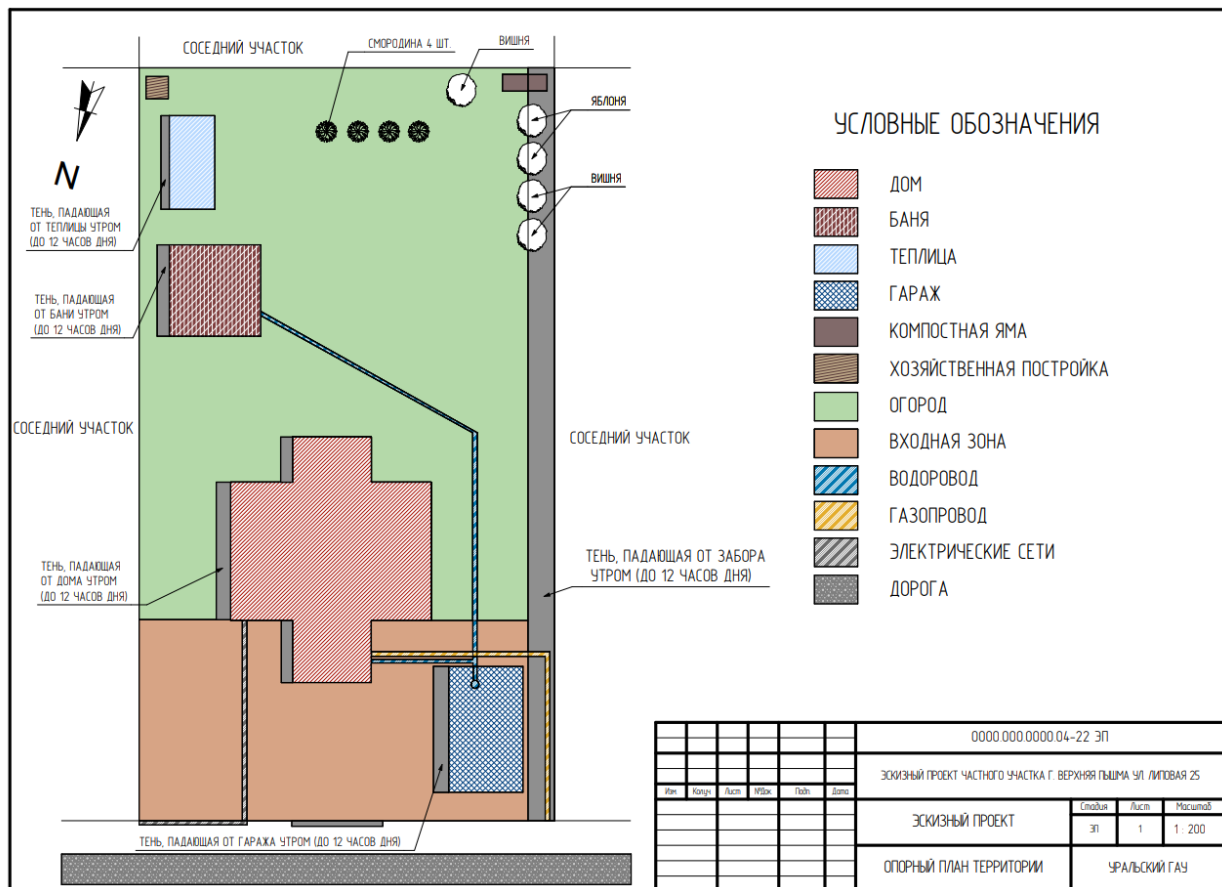 СОСЕДНИЙ УЧАСТОК
СМОРОДИНА 4 ШТ.
ВИШНЯ
ЯБЛОНЯ
ВИШНЯ
N
ТЕНЬ, ПАДАЮЩАЯ
ОТ ТЕПЛИЦЫ УТРОМ
(ДО 12 ЧАСОВ ДНЯ)
ТЕНЬ, ПАДАЮЩАЯ
ОТ БАНИ УТРОМ
(ДО 12 ЧАСОВ ДНЯ)
СОСЕДНИЙ УЧАСТОК
СОСЕДНИЙ УЧАСТОК
ТЕНЬ, ПАДАЮЩАЯ
ОТ ДОМА УТРОМ
(ДО 12 ЧАСОВ ДНЯ)
ТЕНЬ, ПАДАЮЩАЯ ОТ ЗАБОРА
УТРОМ (ДО 12 ЧАСОВ ДНЯ)
ТЕНЬ, ПАДАЮЩАЯ ОТ ГАРАЖА УТРОМ (ДО 12 ЧАСОВ ДНЯ)
УСЛОВНЫЕ ОБОЗНАЧЕНИЯ
ДОМ
БАНЯ
ТЕПЛИЦА
ГАРАЖ
КОМПОСТНАЯ ЯМА
ХОЗЯЙСТВЕННАЯ ПОСТРОЙКА
ОГОРОД
ВХОДНАЯ ЗОНА
ВОДОРОВОД
ГАЗОПРОВОД
ЭЛЕКТРИЧЕСКИЕ СЕТИ
ДОРОГА
0000.000.0000.04-22 ЭП
ЭСКИЗНЫЙ ПРОЕКТ ЧАСТНОГО УЧАСТКА Г. ВЕРХНЯЯ ПЫШМА УЛ. ЛИПОВАЯ 25
Изм. Колуч Лист №Док Подп. Дата
ЭСКИЗНЫЙ ПРОЕКТ
Стадия Лист Масштаб
ЭП 1 1 : 200
ОПОРНЫЙ ПЛАН ТЕРРИТОРИИ
УРАЛЬСКИЙ ГАУ